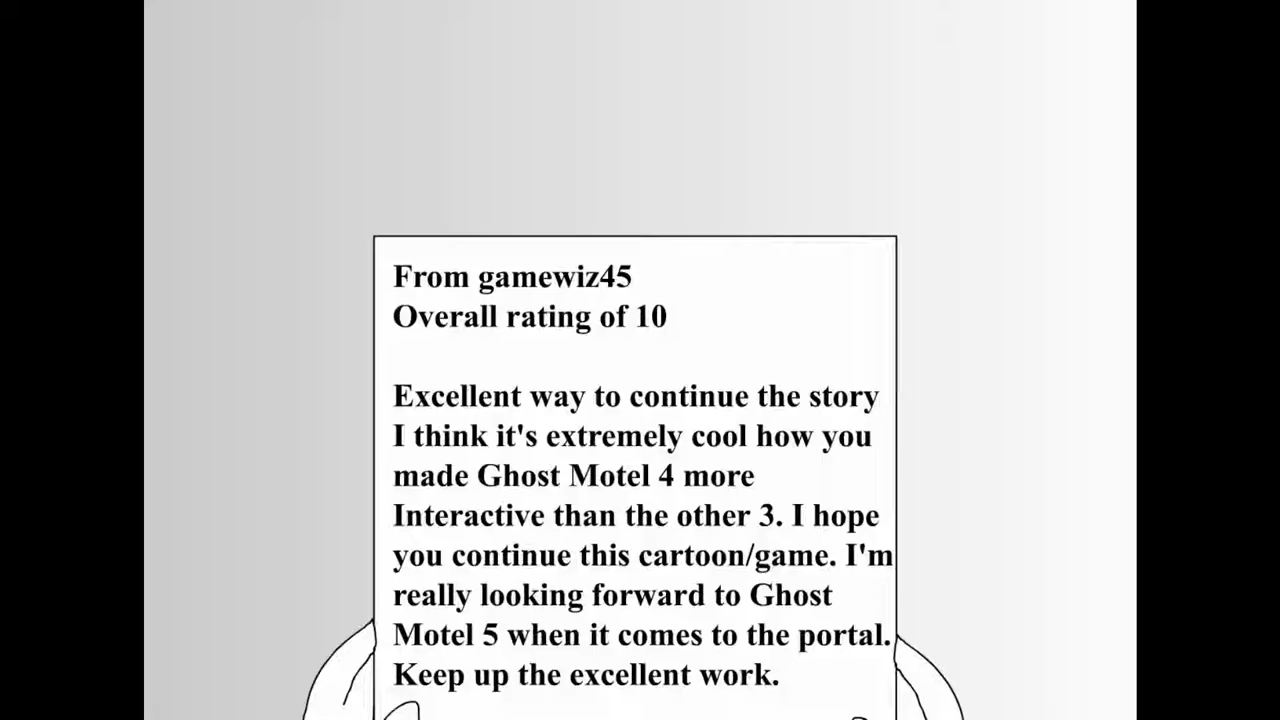 From gamewiz45
Overall rating of 10
Excellent way to continue the story
I think it's extremely cool how you
made Ghost Motel 4 more
Interactive than the other 3. I hope
you continue this cartoon/game. I'm
really looking forward to Ghost
Motel 5 when it comes to the portal.
Keep up the excellent work.